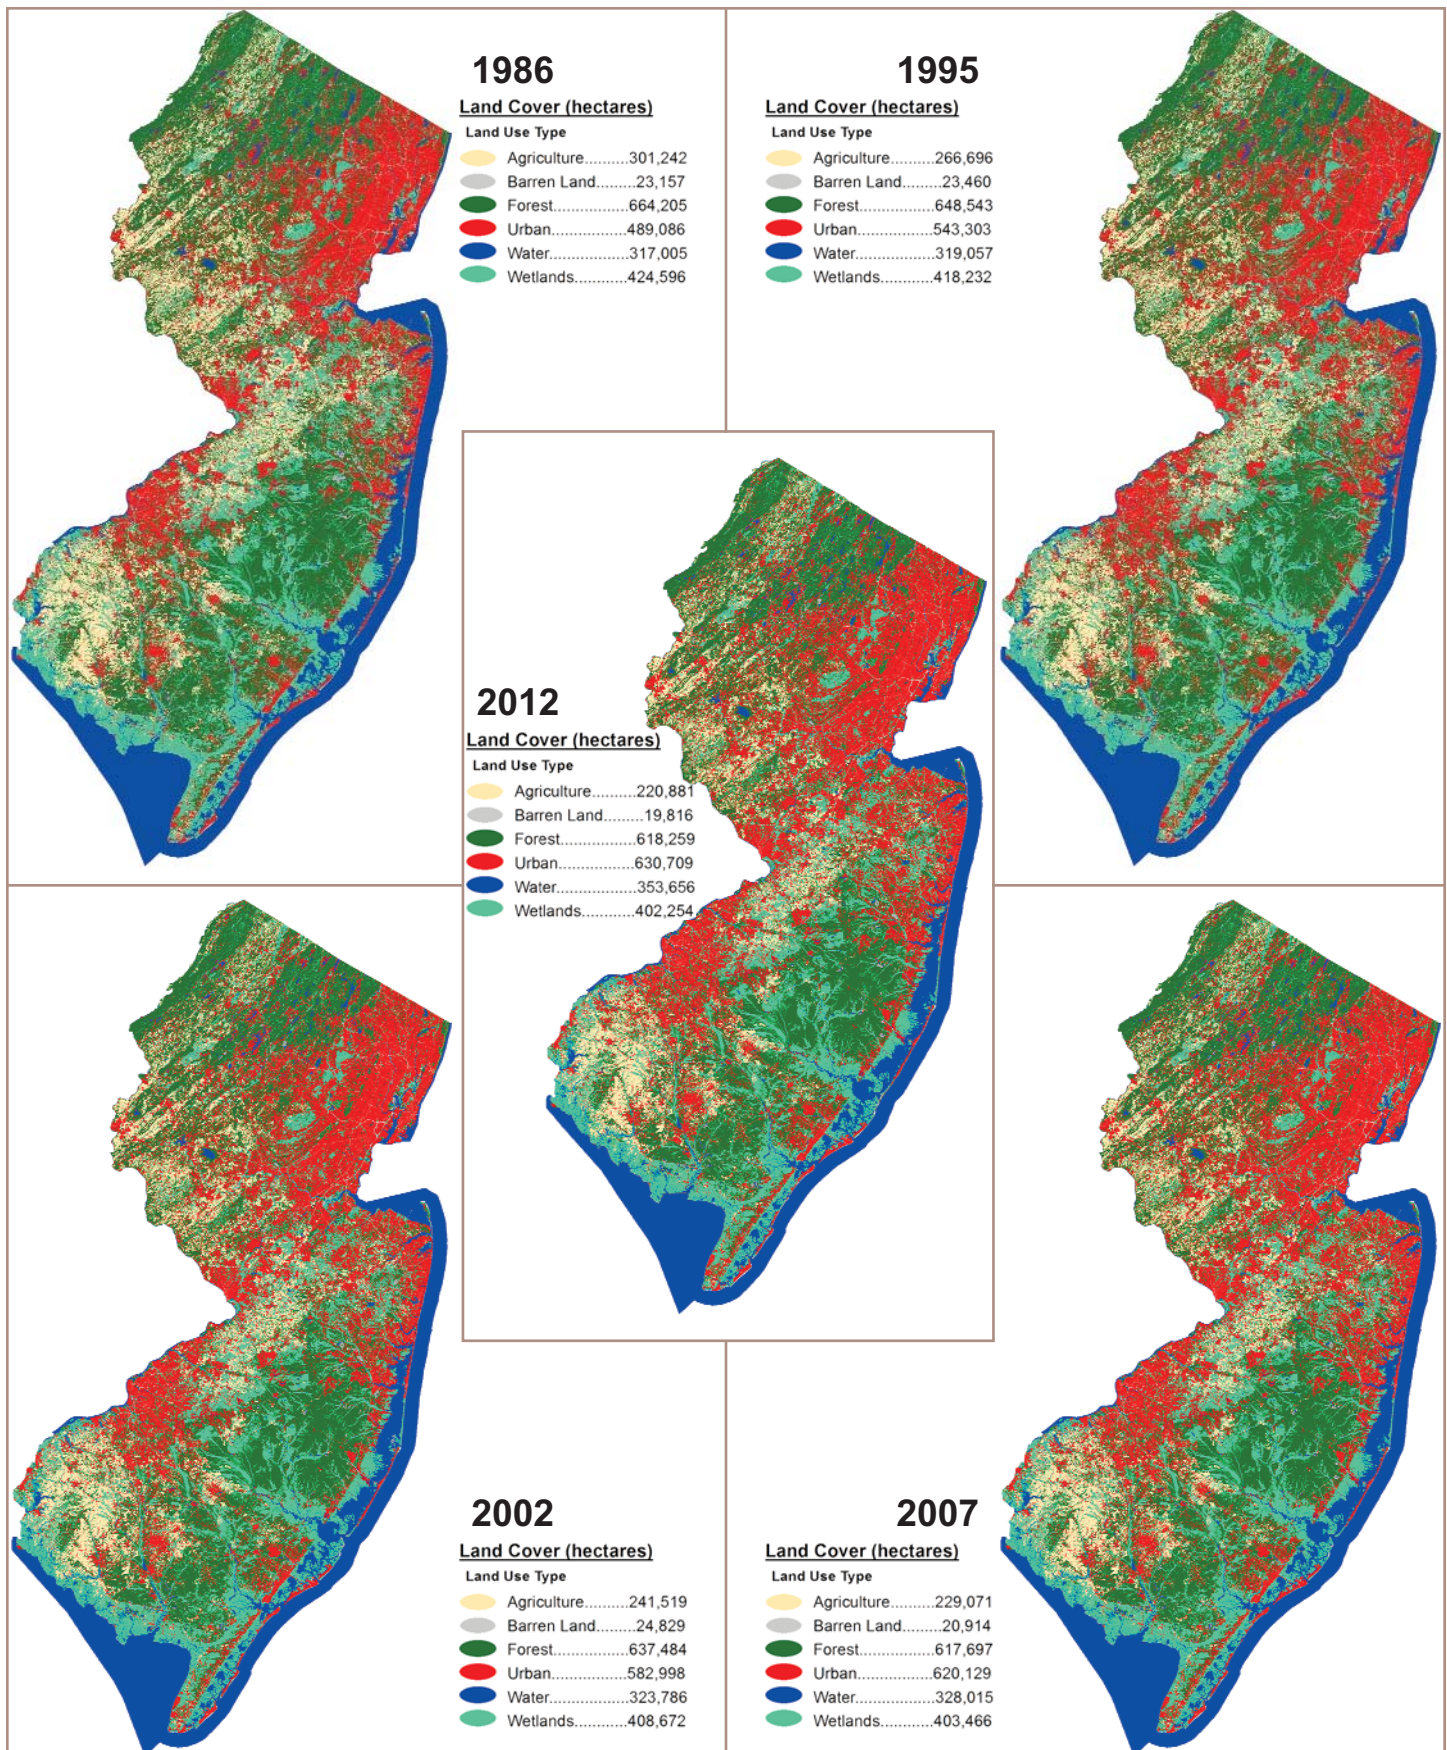 1986
Land Cover (hectares)
Land Use Type
Agriculture..........301,242
Barren Land.........23,157
Forest..................664,205
Urban..................489,086
Water...................317,005
Wetlands............424,596
1995
Land Cover (hectares)
Land Use Type
Agriculture..........266,696
Barren Land.........23,460
Forest..................648,543
Urban..................543,303
Water...................319,057
Wetlands............418,232
2012
Land Cover (hectares)
Land Use Type
Agriculture..........220,881
Barren Land.........19,816
Forest..................618,259
Urban..................630,709
Water...................353,656
Wetlands............402,254
2002
Land Cover (hectares)
Land Use Type
Agriculture..........241,519
Barren Land.........24,829
Forest..................637,484
Urban..................582,998
Water...................323,786
Wetlands............408,672
2007
Land Cover (hectares)
Land Use Type
Agriculture..........229,071
Barren Land.........20,914
Forest..................617,697
Urban..................620,129
Water...................328,015
Wetlands............403,466